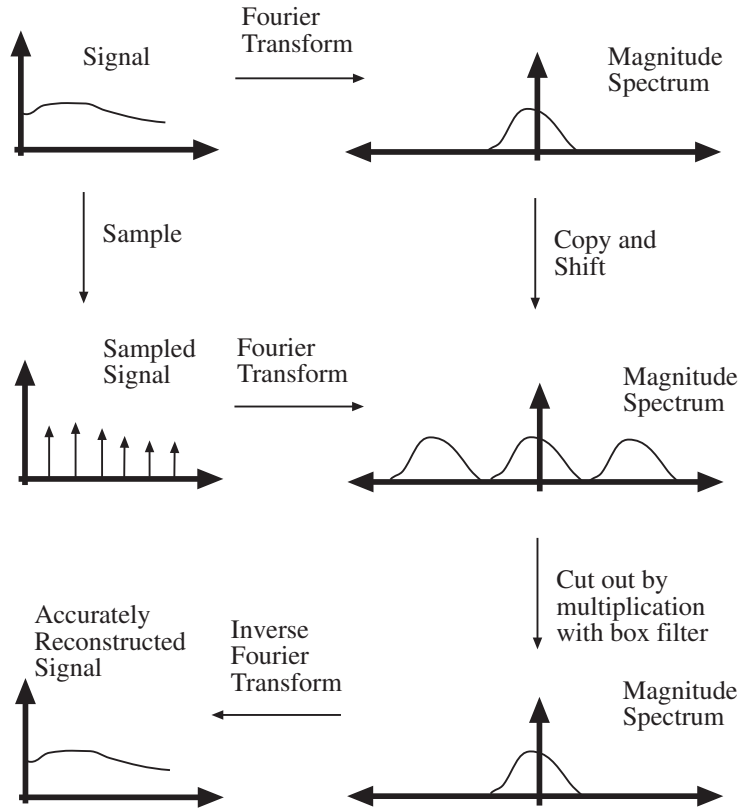 Signal
Fourier
Transform
Magnitude
Spectrum
Sample
Copy and
Shift
Sampled
Signal
Fourier
Transform
Magnitude
Spectrum
Cut out by
multiplication
with box filter
Accurately
Reconstructed
Signal
Inverse
Fourier
Transform
Magnitude
Spectrum